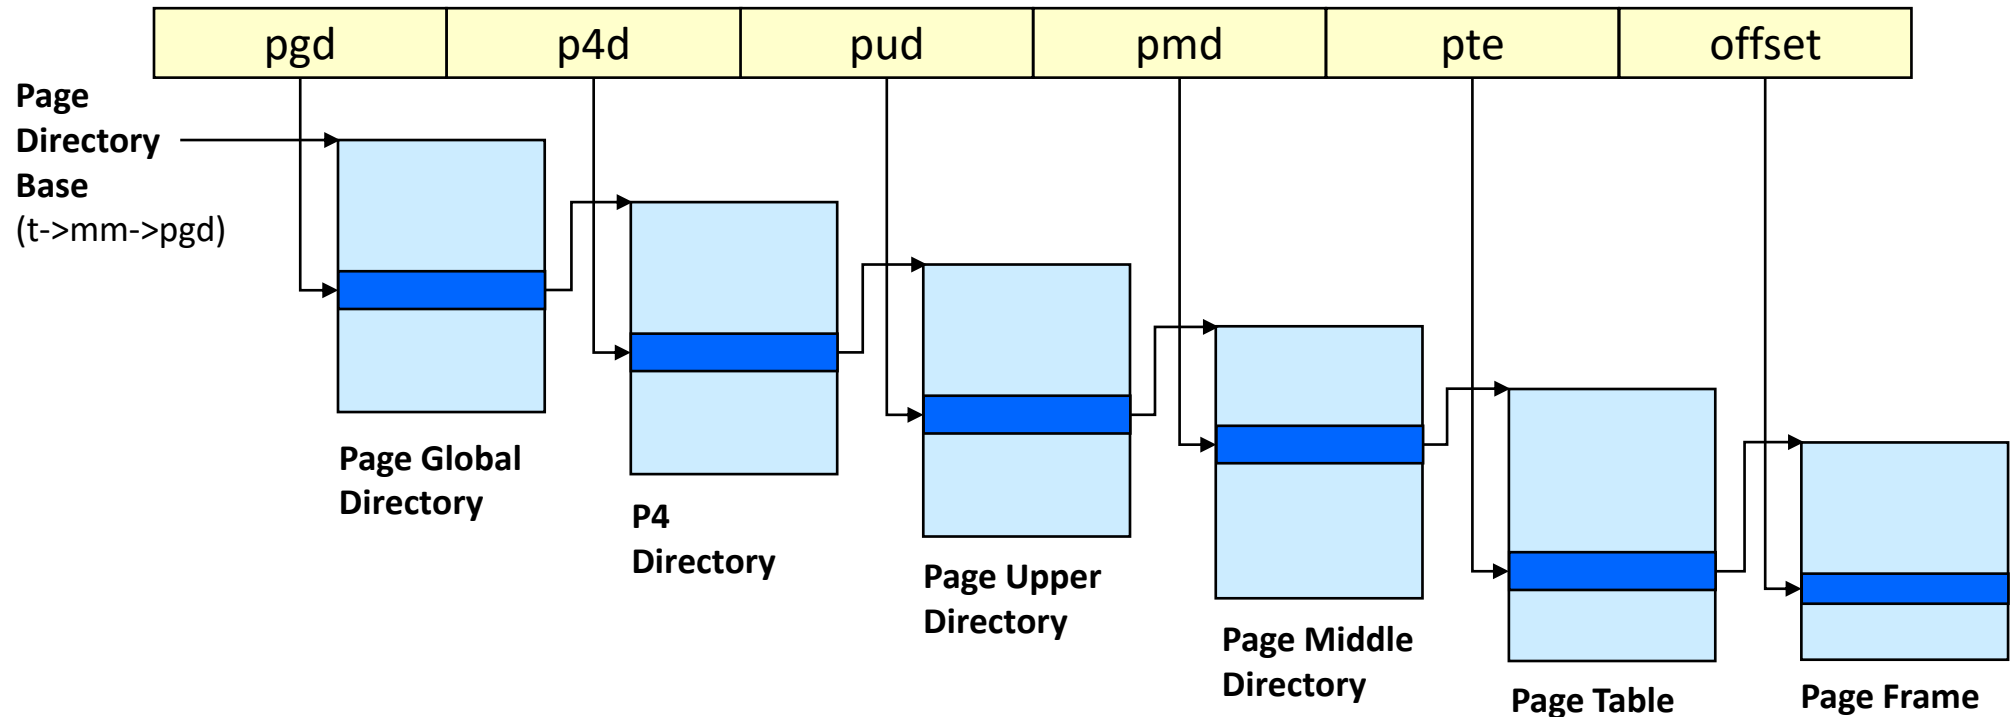 pgd p4d pud pmd pte offset
Page
Directory
Base
(t->mm->pgd)
Page Global
Directory
P4
Directory
Page Upper
Directory
Page Middle
Directory
Page Table
Page Frame